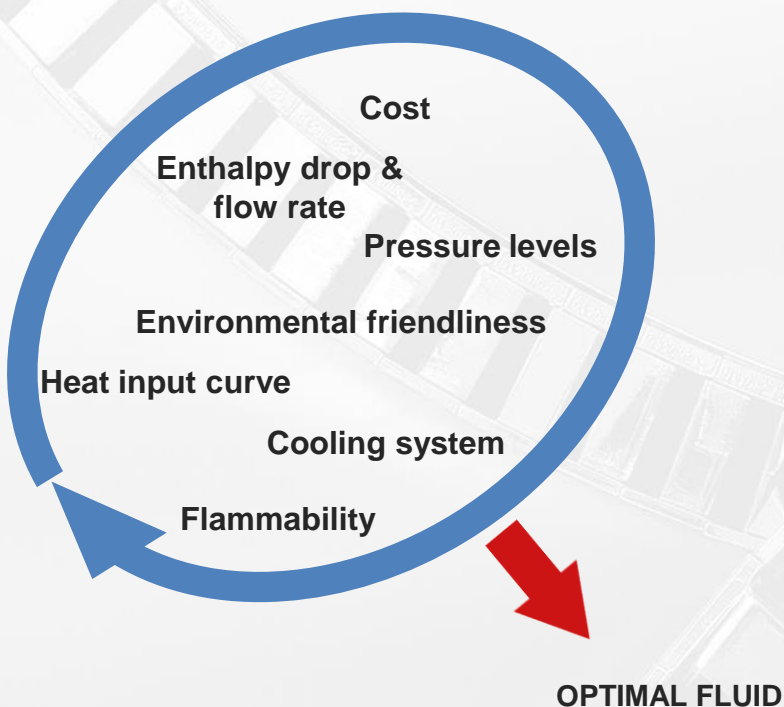 Cost
Enthalpy drop &
flow rate
Pressure levels
Environmental friendliness
Heat input curve
Cooling system
Flammability
OPTIMAL FLUID